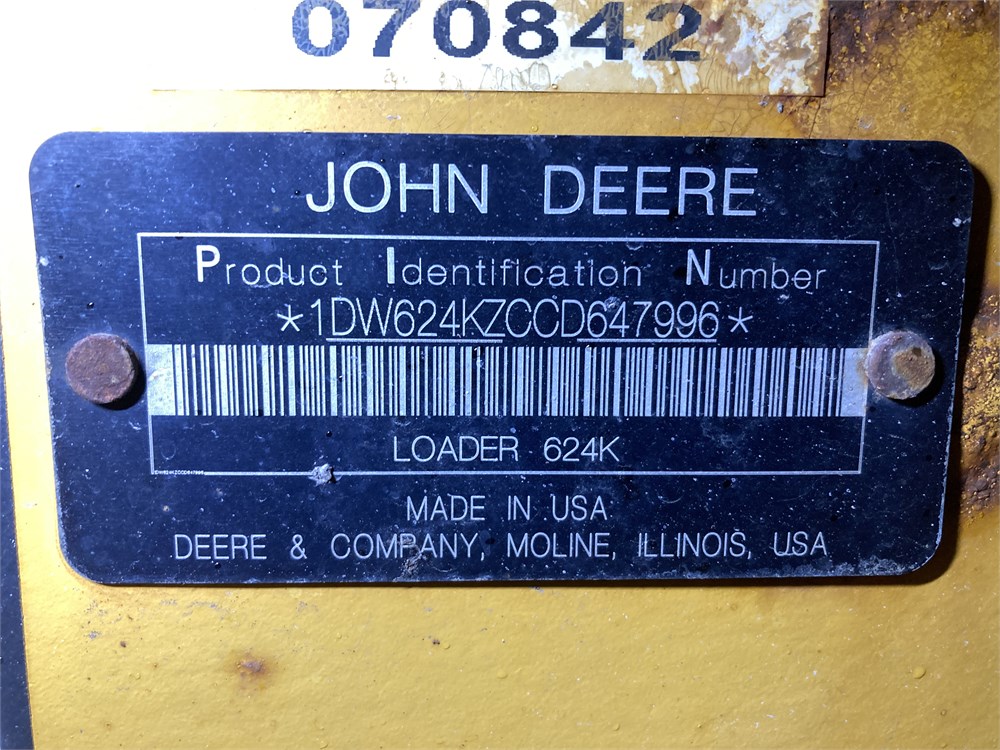 070842
JOHN DEERE
Product Identification Number
*1DW624KZCCD647996*
LOADER 624K
MADE IN USA
DEERE & COMPANY, MOLINE, ILLINOIS, USA